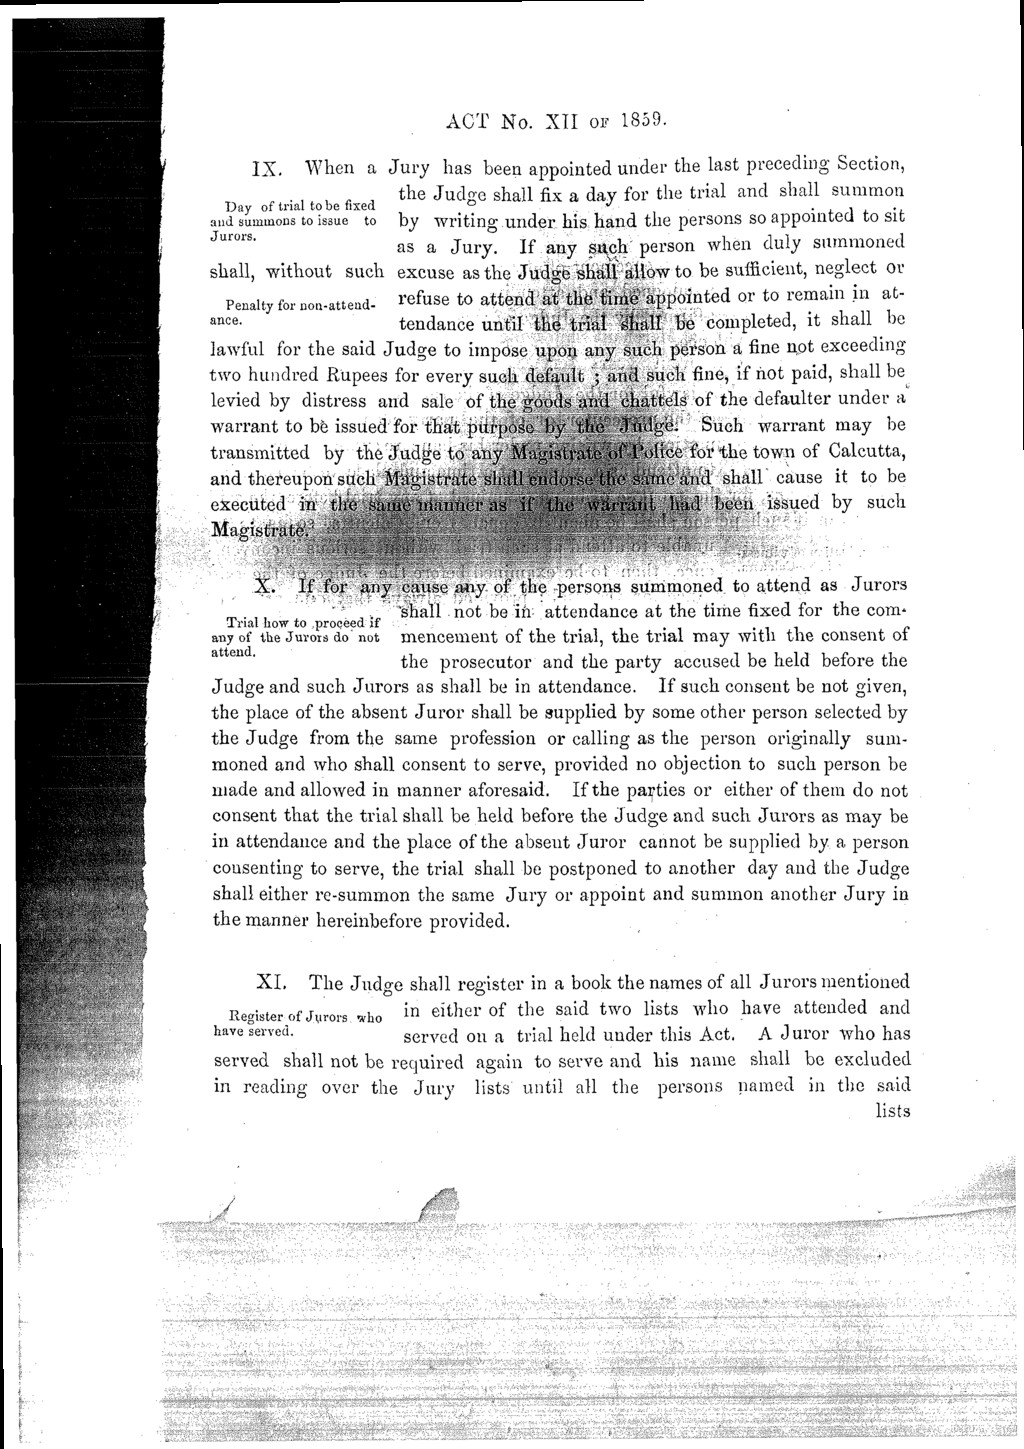 ACT No. XII OF 1859.
IX. When a Jury has been appointed under the last preceding Section,
Day of trial to be fixed
and summons to issue to
Jurors.
the Judge shall fix a day for the trial and shall summon
by writing under his hand the persons so appointed to sit
as a Jury. If any such person when duly summoned
shall, without such excuse as the Judge shall allow to be sufficient, neglect or
Penalty for non-attend-
ance.
refuse to attend at the time appointed or to remain in at-
tendance until the trial shall be completed, it shall be
lawful for the said Judge to impose upon any such person a fine not exceeding
two hundred Rupees for every such default ; and such fine, if not paid, shall be
levied by distress and sale of the goods and chattels of the defaulter under a
warrant to be issued for that purpose by the Judge. Such warrant may be
transmitted by the Judge to any Magistrate of Police for the town of Calcutta,
and thereupon such Magistrate shall endorse the same and shall cause it to be
executed in the same manner as if the warrant had been issued by such
Magistrate.
X. If for any cause any of the persons summoned to attend as Jurors
Trial how to proceed if
any of the Jurors do not
attend.
shall not be in attendance at the time fixed for the com-
mencement of the trial, the trial may with the consent of
the prosecutor and the party accused be held before the
Judge and such Jurors as shall be in attendance. If such consent be not given,
the place of the absent Juror shall be supplied by some other person selected by
the Judge from the same profession or calling as the person originally sum-
moned and who shall consent to serve, provided no objection to such person be
made and allowed in manner aforesaid. If the parties or either of them do not
consent that the trial shall be held before the Judge and such Jurors as may be
in attendance and the place of the absent Juror cannot be supplied by a person
consenting to serve, the trial shall be postponed to another day and the Judge
shall either re-summon the same Jury or appoint and summon another Jury in
the manner hereinbefore provided.
XI. The Judge shall register in a book the names of all Jurors mentioned
Register of Jurors who
have served.
in either of the said two lists who have attended and
served on a trial held under this Act. A Juror who has
served shall not be required again to serve and his name shall be excluded
in reading over the Jury lists until all the persons named in the said
lists